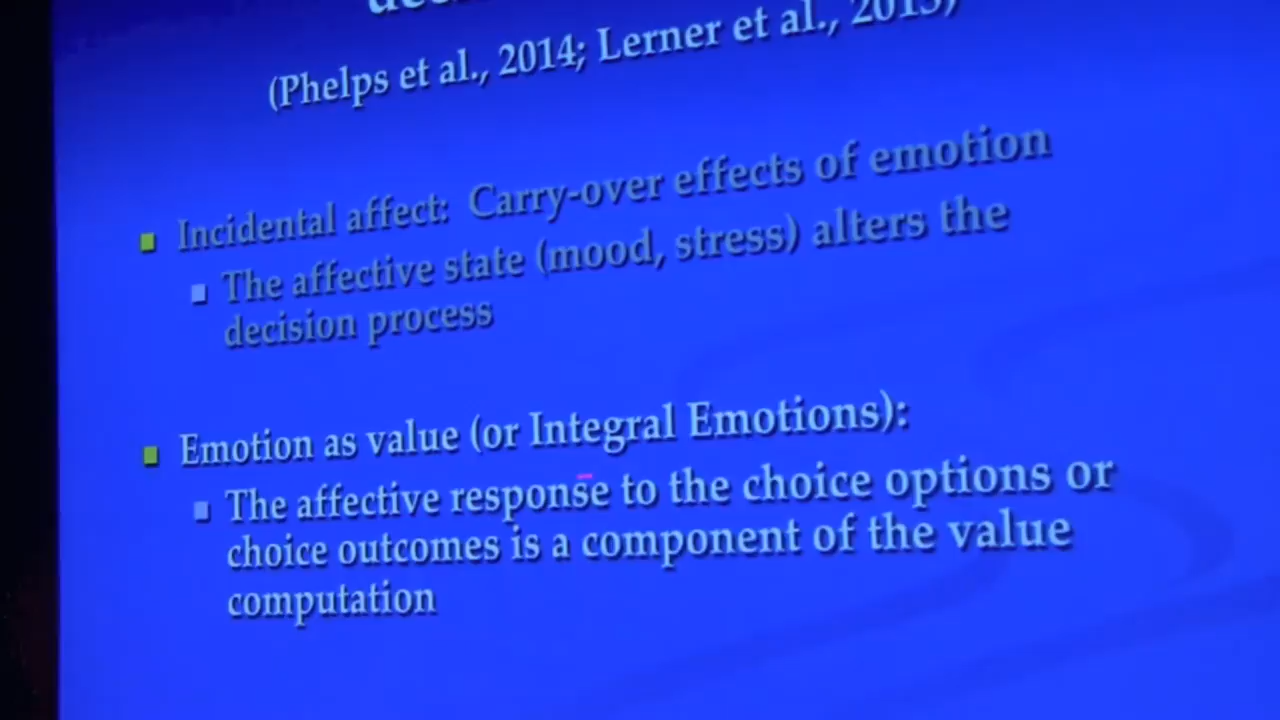 (Phelps et al., 2014; Lerner et al., 2015)
Incidental affect: Carry-over effects of emotion
The affective state (mood, stress) alters the
decision process
Emotion as value (or Integral Emotions):
The affective response to the choice options or
choice outcomes is a component of the value
computation